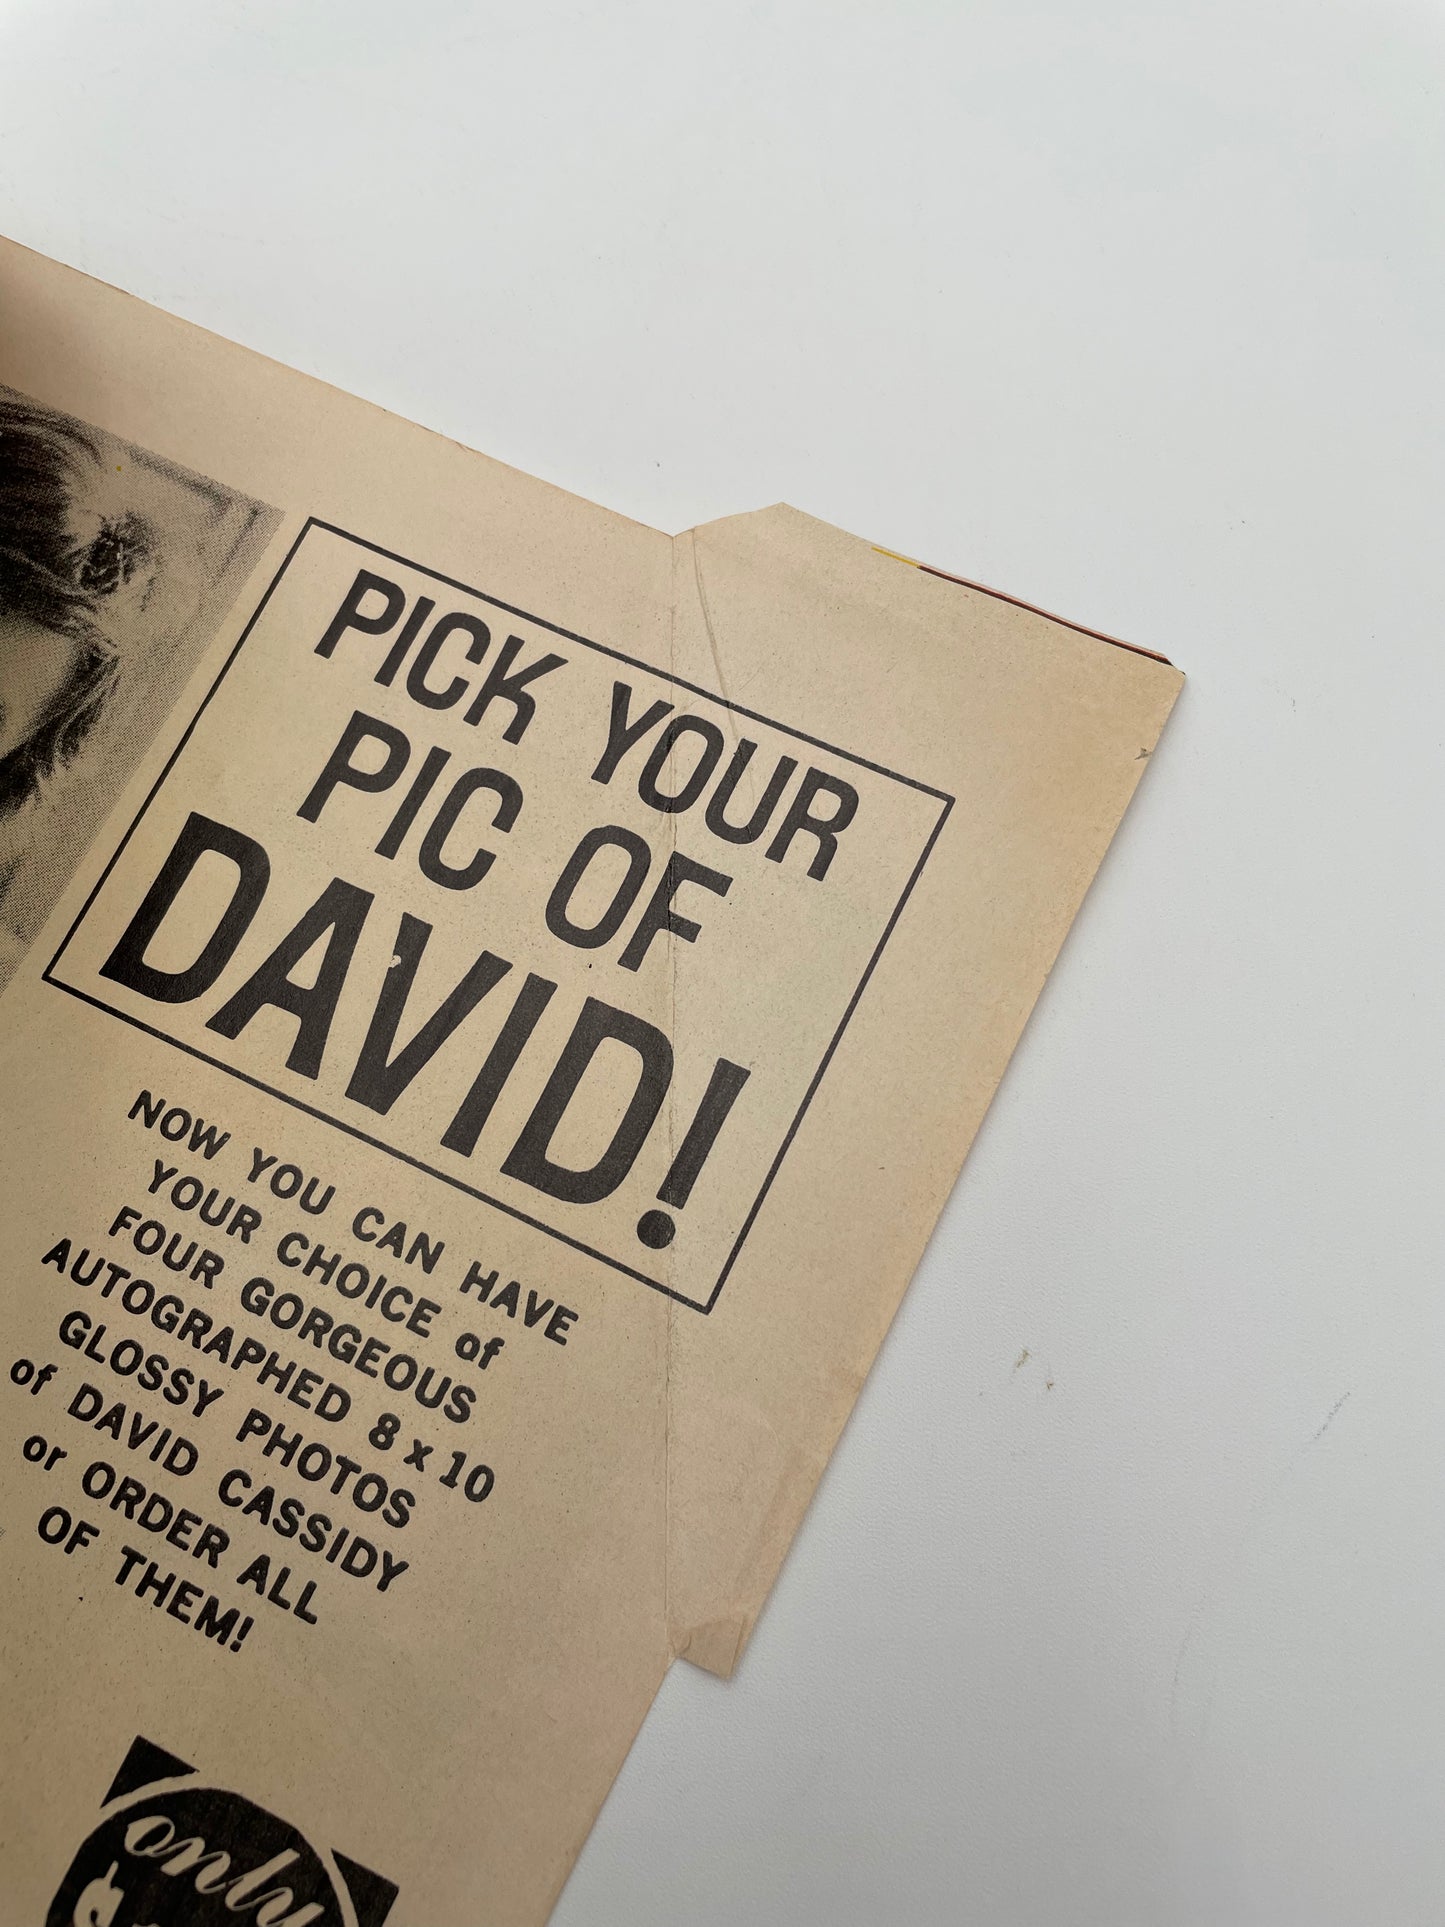 PICK YOUR
PIC OF
DAVID!
NOW YOU CAN HAVE
YOUR CHOICE of
FOUR GORGEOUS
AUTOGRAPHED 8 x 10
GLOSSY PHOTOS
of DAVID CASSIDY
or ORDER ALL
OF THEM!
only